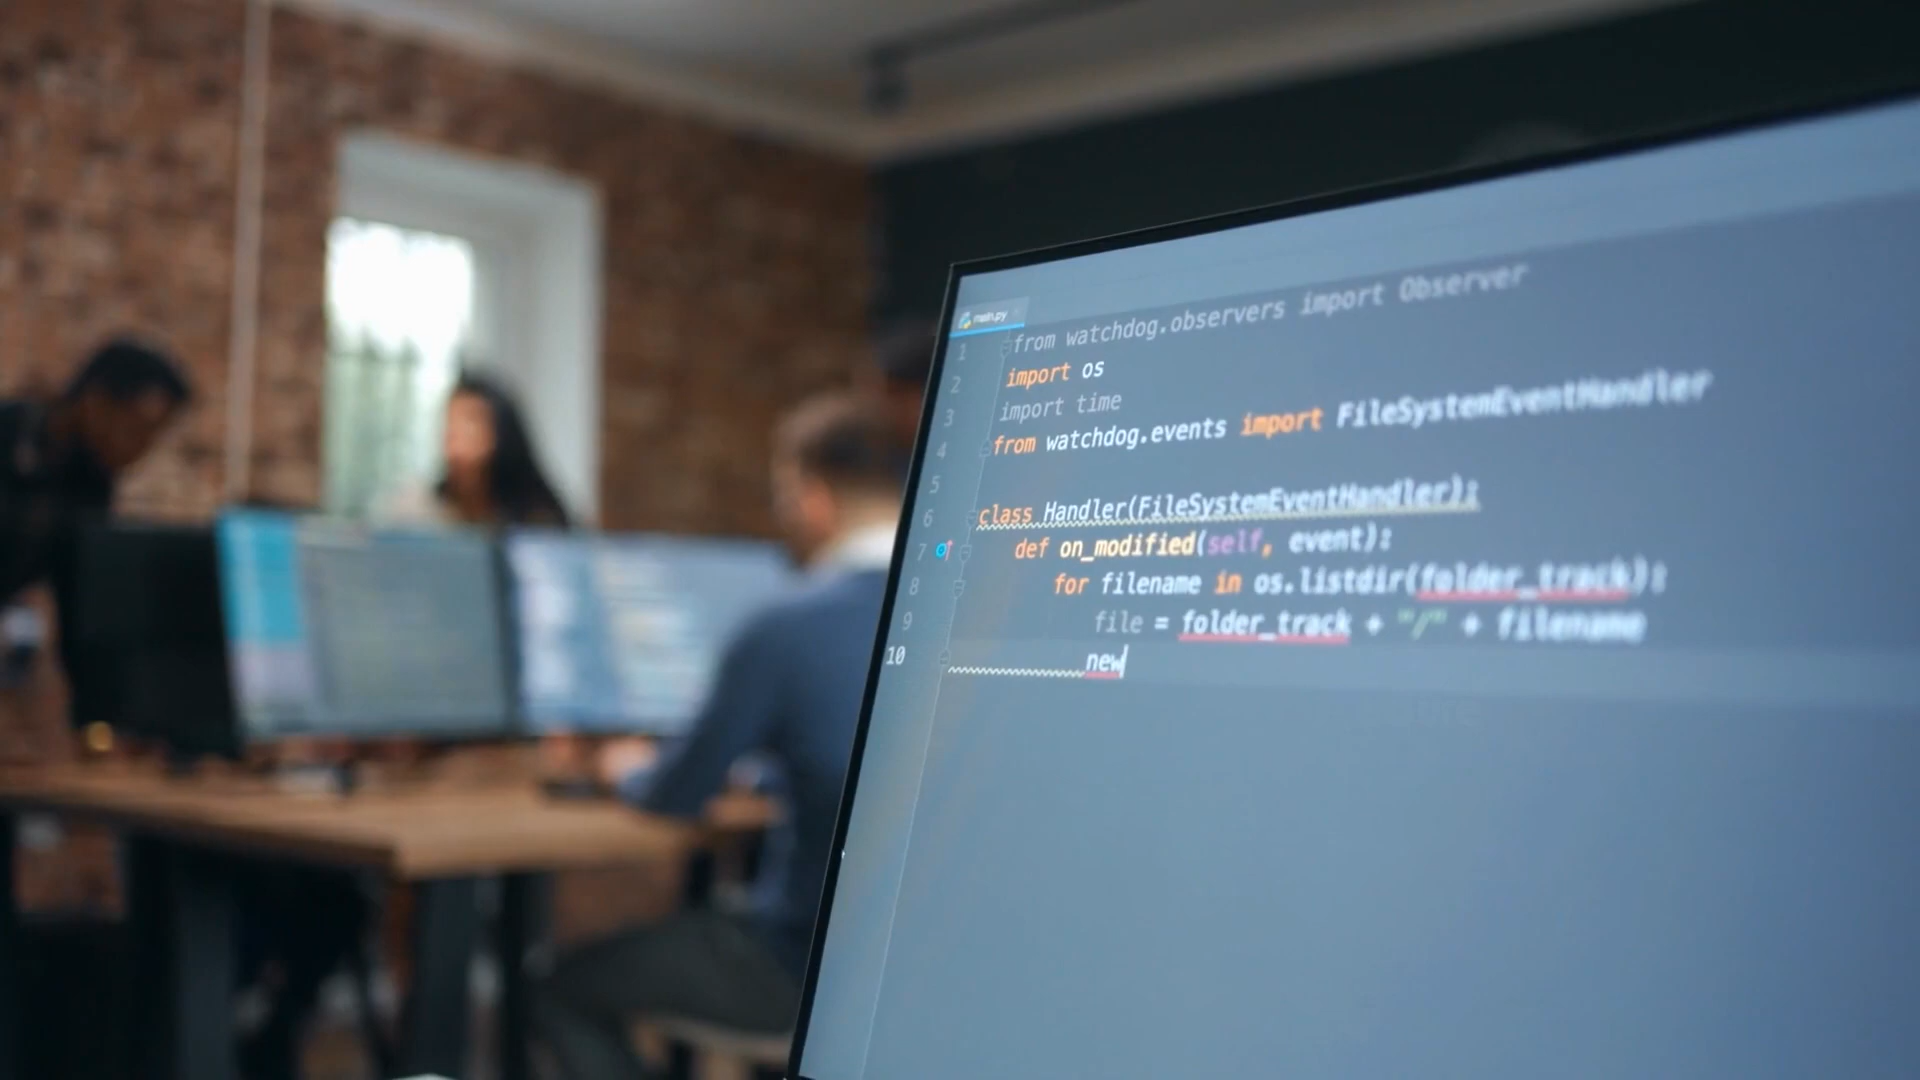 main.py
1 from watchdog.observers import Observer
2 import os
3 import time
4 from watchdog.events import FileSystemEventHandler
5
6 class Handler(FileSystemEventHandler):
7 def on_modified(self, event):
8 for filename in os.listdir(folder_track):
9 file = folder_track + "/" + filename
10 new